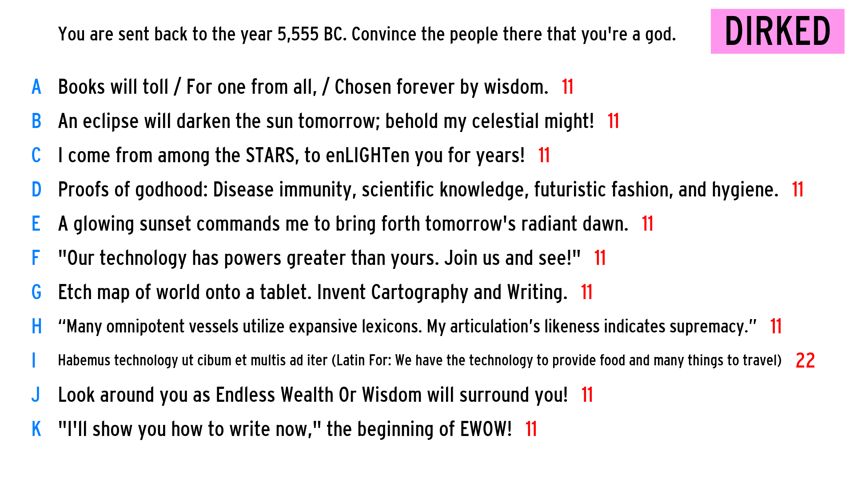 You are sent back to the year 5,555 BC. Convince the people there that you're a god.
DIRKED
A Books will toll / For one from all, / Chosen forever by wisdom. 11
B An eclipse will darken the sun tomorrow; behold my celestial might! 11
C I come from among the STARS, to enLIGHTen you for years! 11
D Proofs of godhood: Disease immunity, scientific knowledge, futuristic fashion, and hygiene. 11
E A glowing sunset commands me to bring forth tomorrow's radiant dawn. 11
F "Our technology has powers greater than yours. Join us and see!" 11
G Etch map of world onto a tablet. Invent Cartography and Writing. 11
H “Many omnipotent vessels utilize expansive lexicons. My articulation’s likeness indicates supremacy.” 11
I Habemus technology ut cibum et multis ad iter (Latin For: We have the technology to provide food and many things to travel) 22
J Look around you as Endless Wealth Or Wisdom will surround you! 11
K "I'll show you how to write now," the beginning of EWOW! 11